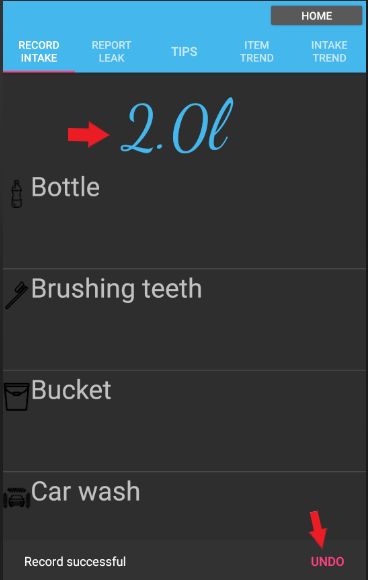 HOME
RECORD INTAKE
REPORT LEAK
TIPS
ITEM TREND
INTAKE TREND
2.0l
Bottle
Brushing teeth
Bucket
Car wash
Record successful UNDO